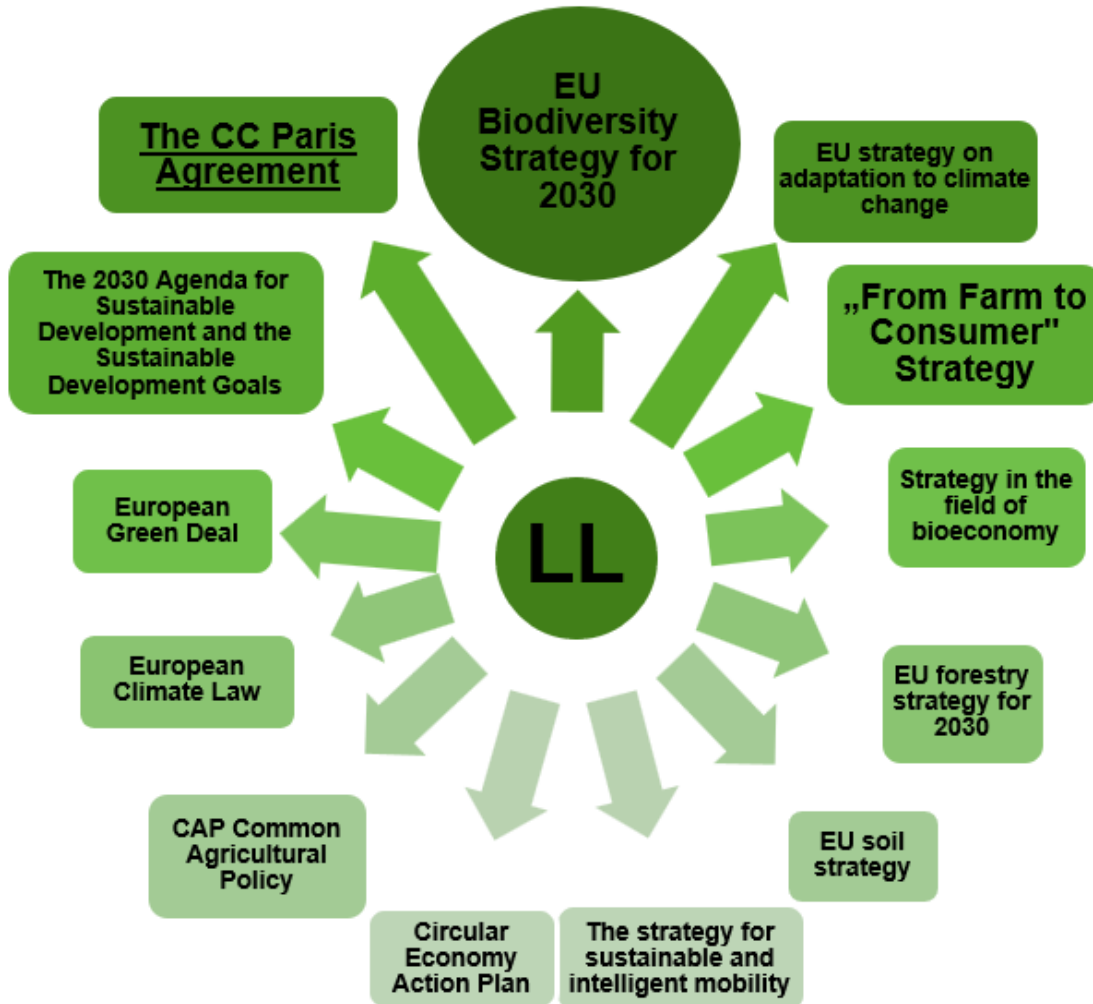 EU
Biodiversity
Strategy for
2030
The CC Paris
Agreement
EU strategy on
adaptation to climate
change
The 2030 Agenda for
Sustainable
Development and the
Sustainable
Development Goals
„From Farm to
Consumer"
Strategy
European
Green Deal
Strategy in the
field of
bioeconomy
LL
European
Climate Law
EU forestry
strategy for
2030
CAP Common
Agricultural
Policy
EU soil
strategy
Circular
Economy
Action Plan
The strategy for
sustainable and
intelligent mobility